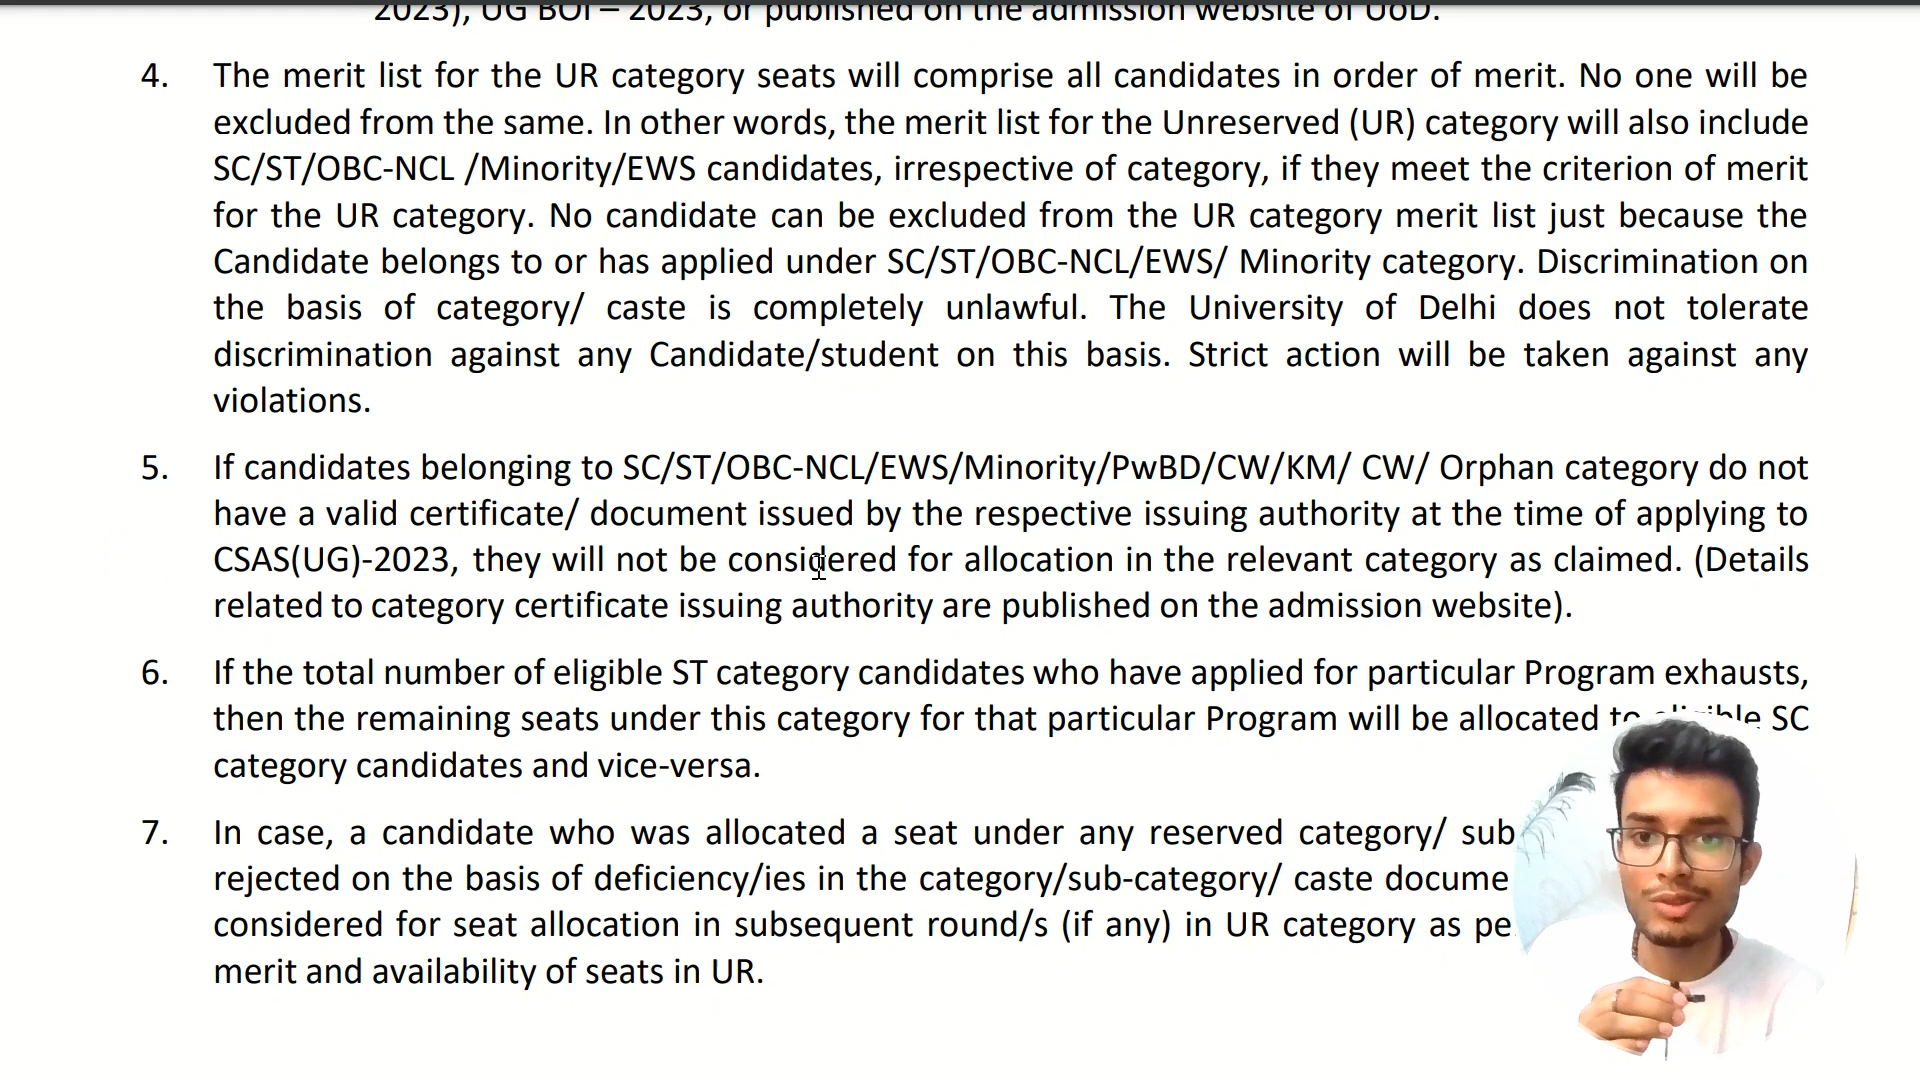 2023), UG BOI – 2023, or published on the admission website of UoD.
4. The merit list for the UR category seats will comprise all candidates in order of merit. No one will be
excluded from the same. In other words, the merit list for the Unreserved (UR) category will also include
SC/ST/OBC-NCL /Minority/EWS candidates, irrespective of category, if they meet the criterion of merit
for the UR category. No candidate can be excluded from the UR category merit list just because the
Candidate belongs to or has applied under SC/ST/OBC-NCL/EWS/ Minority category. Discrimination on
the basis of category/ caste is completely unlawful. The University of Delhi does not tolerate
discrimination against any Candidate/student on this basis. Strict action will be taken against any
violations.
5. If candidates belonging to SC/ST/OBC-NCL/EWS/Minority/PwBD/CW/KM/ CW/ Orphan category do not
have a valid certificate/ document issued by the respective issuing authority at the time of applying to
CSAS(UG)-2023, they will not be considered for allocation in the relevant category as claimed. (Details
related to category certificate issuing authority are published on the admission website).
6. If the total number of eligible ST category candidates who have applied for particular Program exhausts,
then the remaining seats under this category for that particular Program will be allocated to eligible SC
category candidates and vice-versa.
7. In case, a candidate who was allocated a seat under any reserved category/ sub
rejected on the basis of deficiency/ies in the category/sub-category/ caste docume
considered for seat allocation in subsequent round/s (if any) in UR category as pe
merit and availability of seats in UR.